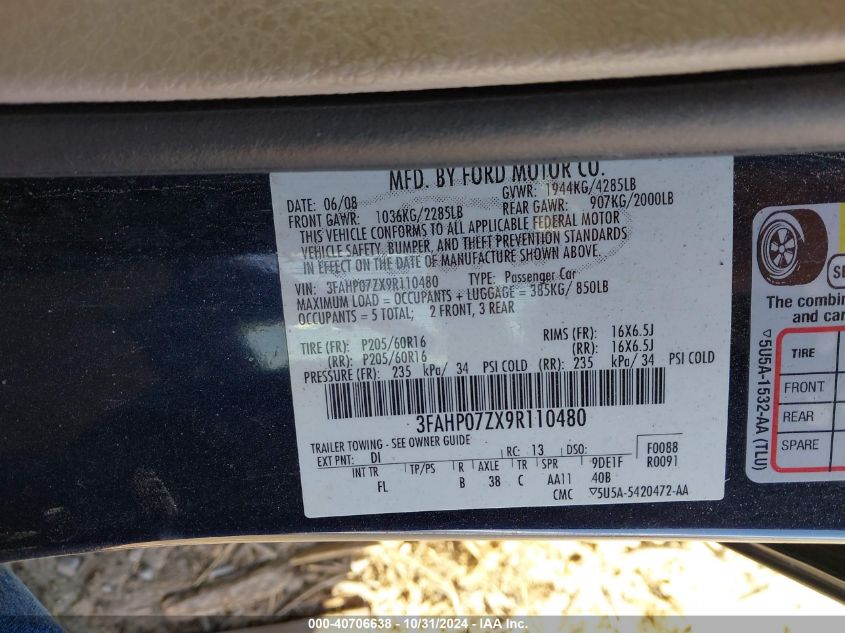 MFD. BY FORD MOTOR CO.
DATE: 06/08 GVWR: 1944KG/4285LB
FRONT GAWR: 1036KG/2285LB REAR GAWR: 907KG/2000LB
THIS VEHICLE CONFORMS TO ALL APPLICABLE FEDERAL MOTOR
VEHICLE SAFETY, BUMPER, AND THEFT PREVENTION STANDARDS
IN EFFECT ON THE DATE OF MANUFACTURE SHOWN ABOVE.
VIN: 3FAHP07ZX9R110480 TYPE: Passenger Car
MAXIMUM LOAD = OCCUPANTS + LUGGAGE = 385KG/ 850LB
OCCUPANTS = 5 TOTAL; 2 FRONT, 3 REAR
TIRE (FR): P205/60R16 RIMS (FR): 16X6.5J
(RR): P205/60R16 (RR): 16X6.5J
PRESSURE (FR): 235 kPa/ 34 PSI COLD (RR): 235 kPa/ 34 PSI COLD
3FAHP07ZX9R110480
TRAILER TOWING - SEE OWNER GUIDE
EXT PNT: DI RC: 13 DSO: F0088
INT TR TP/PS R AXLE TR SPR 9DE1F R0091
FL B 38 C AA11 40B
CMC ▽5U5A-5420472-AA
SE
The combin
and car
TIRE
FRONT
REAR
SPARE
▽5U5A-1532-AA (TLU)
000-40706638 - 10/31/2024 - IAA Inc.